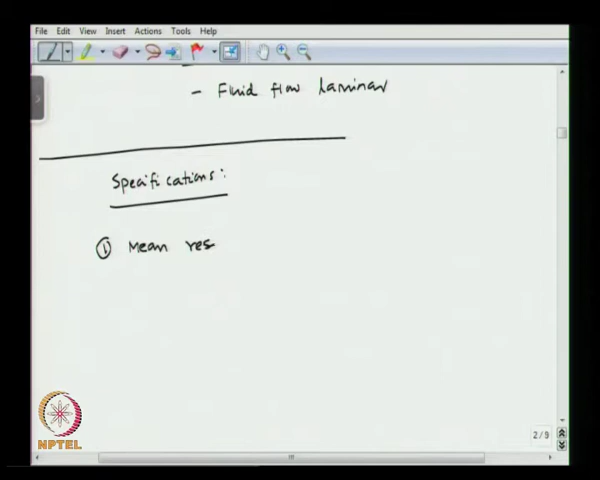 File Edit View Insert Actions Tools Help
- Fluid flow laminar
Specifications:
① Mean res
NPTEL
2/9